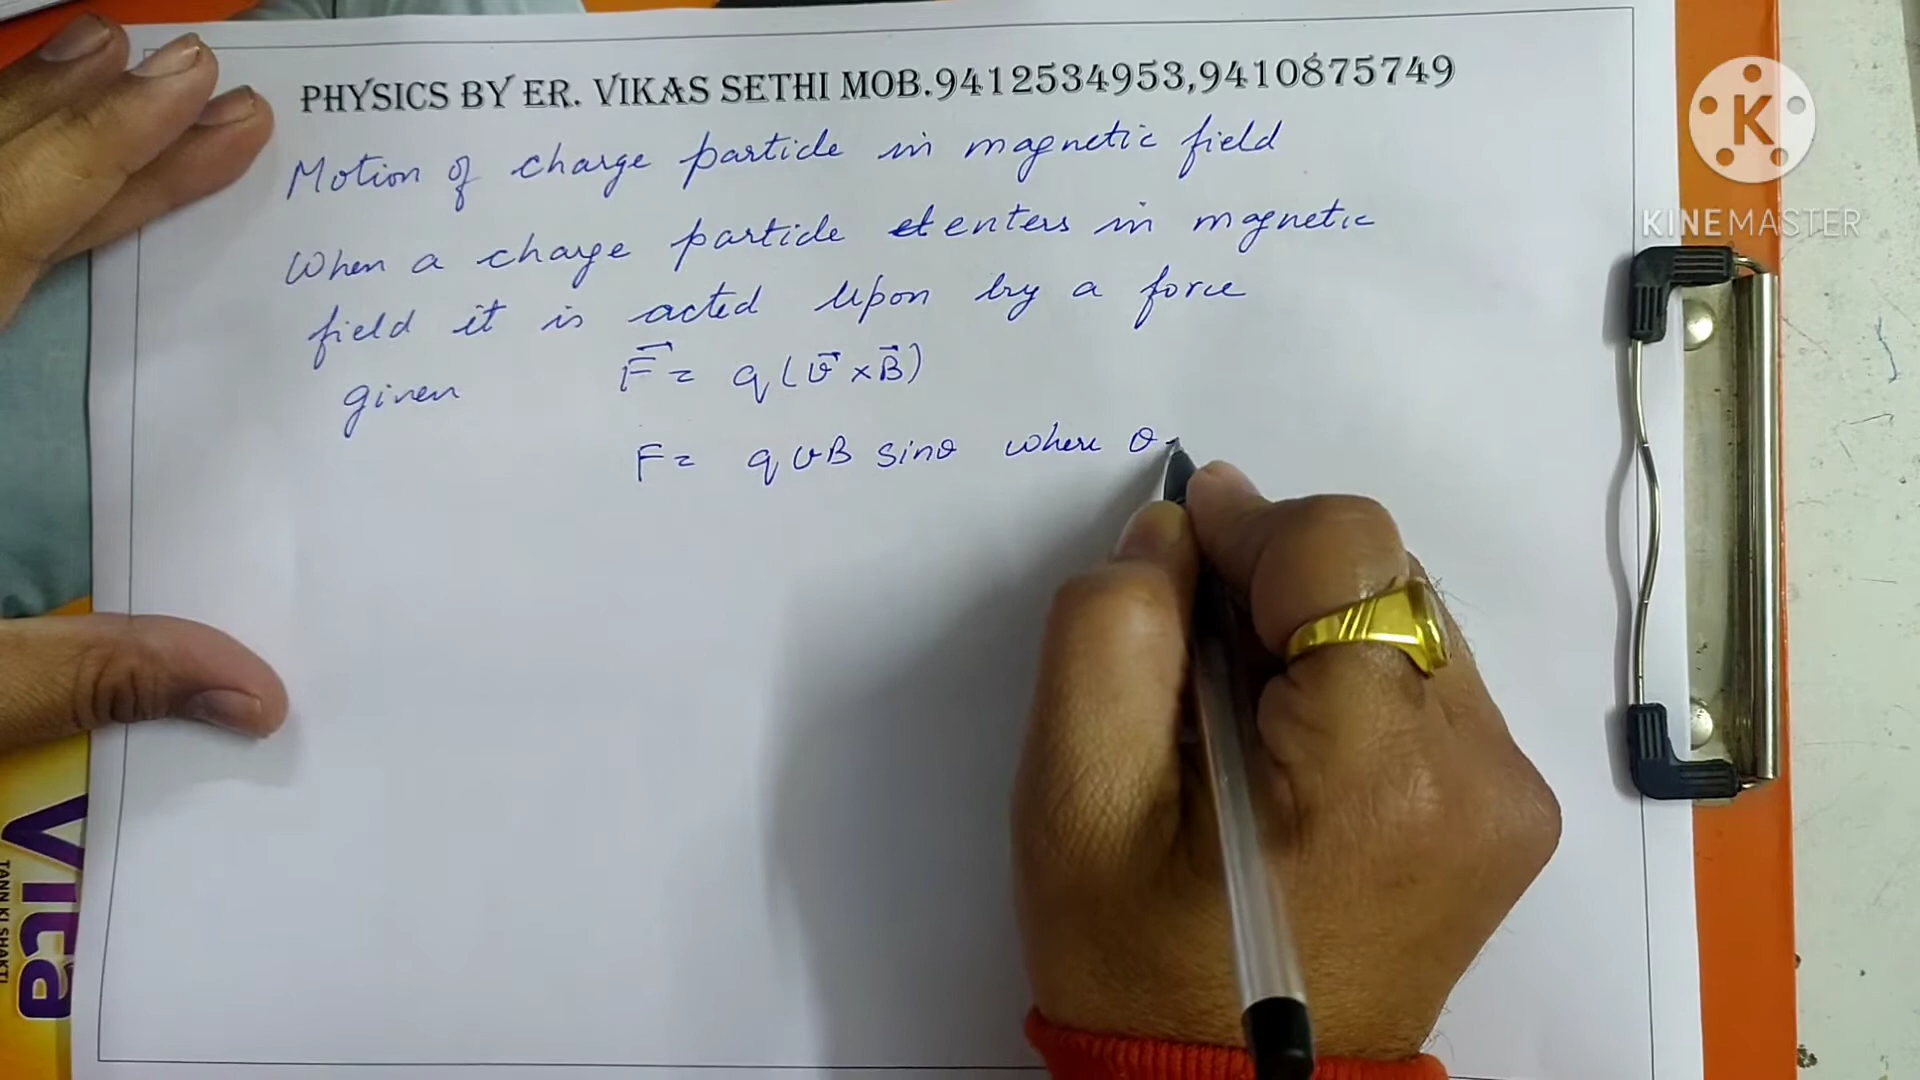 PHYSICS BY ER. VIKAS SETHI MOB.9412534953,9410875749
Motion of charge particle in magnetic field
When a charge particle et enters in magnetic
field it is acted upon by a force
given F⃗ = q(v⃗ × B⃗)
F = qvB sinθ where θ-
K
KINEMASTER
Vita
TANN KI SHAKTI